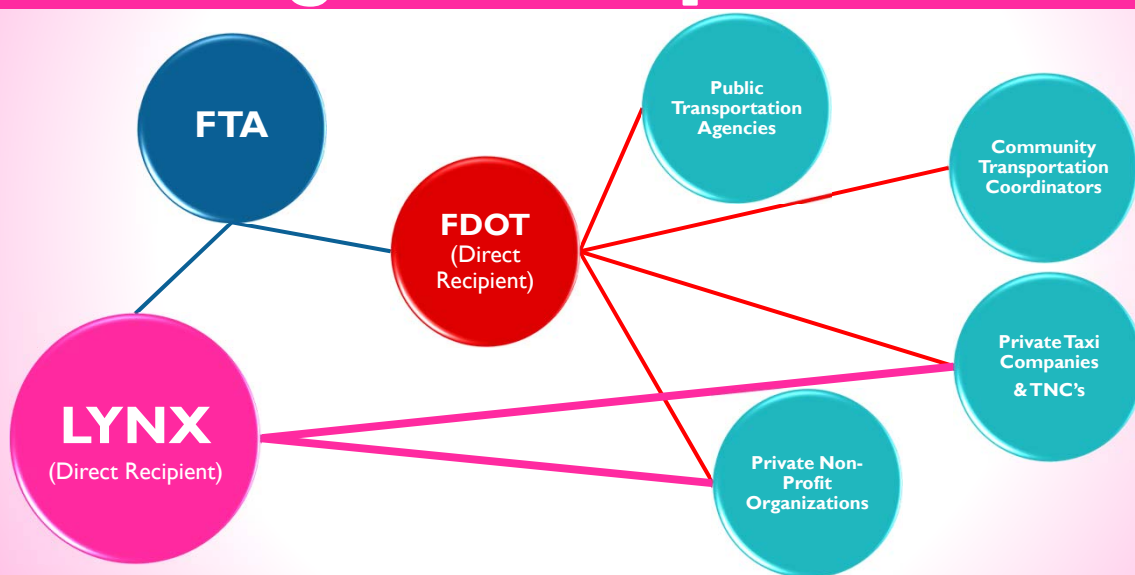 FTA
FDOT
(Direct
Recipient)
LYNX
(Direct Recipient)
Public
Transportation
Agencies
Community
Transportation
Coordinators
Private Taxi
Companies
& TNC's
Private Non-
Profit
Organizations